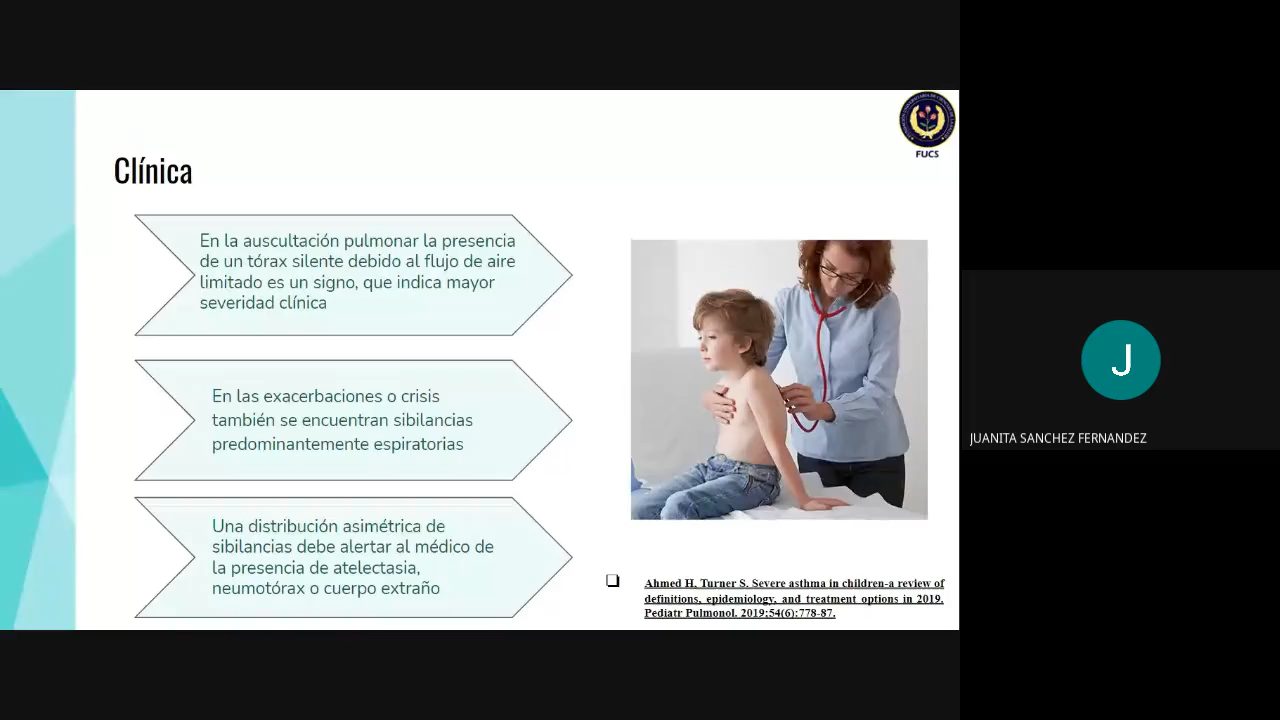 FUCS
Clínica
En la auscultación pulmonar la presencia
de un tórax silente debido al flujo de aire
limitado es un signo, que indica mayor
severidad clínica
En las exacerbaciones o crisis
también se encuentran sibilancias
predominantemente espiratorias
Una distribución asimétrica de
sibilancias debe alertar al médico de
la presencia de atelectasia,
neumotórax o cuerpo extraño
Ahmed H, Turner S. Severe asthma in children-a review of
definitions, epidemiology, and treatment options in 2019.
Pediatr Pulmonol. 2019;54(6):778-87.
J
JUANITA SANCHEZ FERNANDEZ